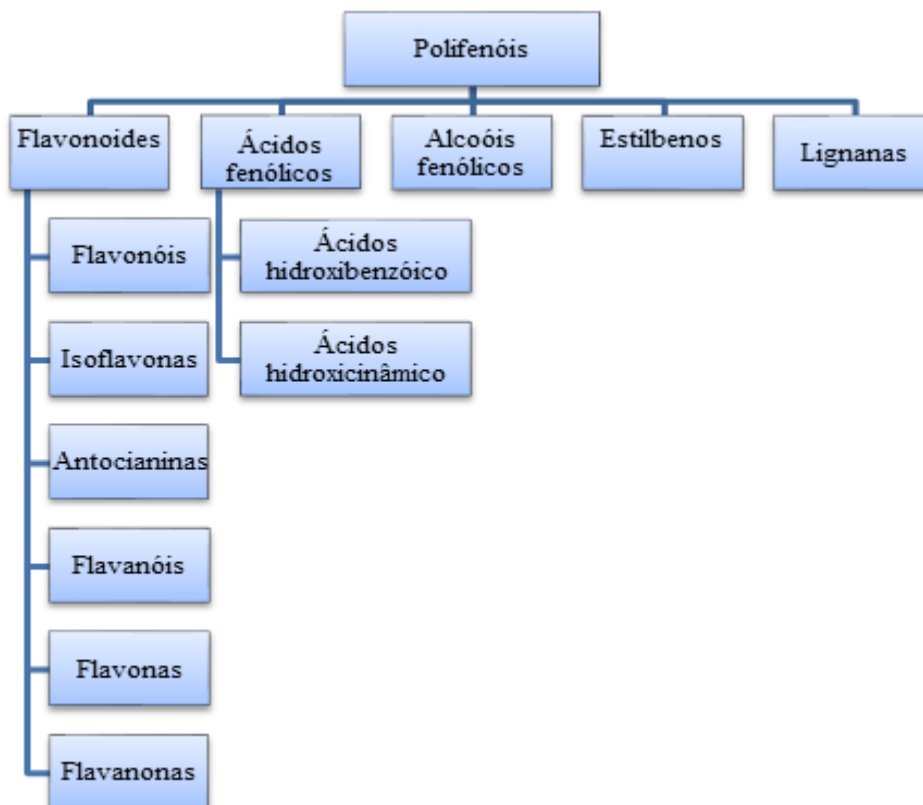 Polifenóis
Flavonoides
Ácidos
fenólicos
Alcoóis
fenólicos
Estilbenos
Lignanas
Flavonóis
Isoflavonas
Antocianinas
Flavanóis
Flavonas
Flavanonas
Ácidos
hidroxibenzóico
Ácidos
hidroxicinâmico